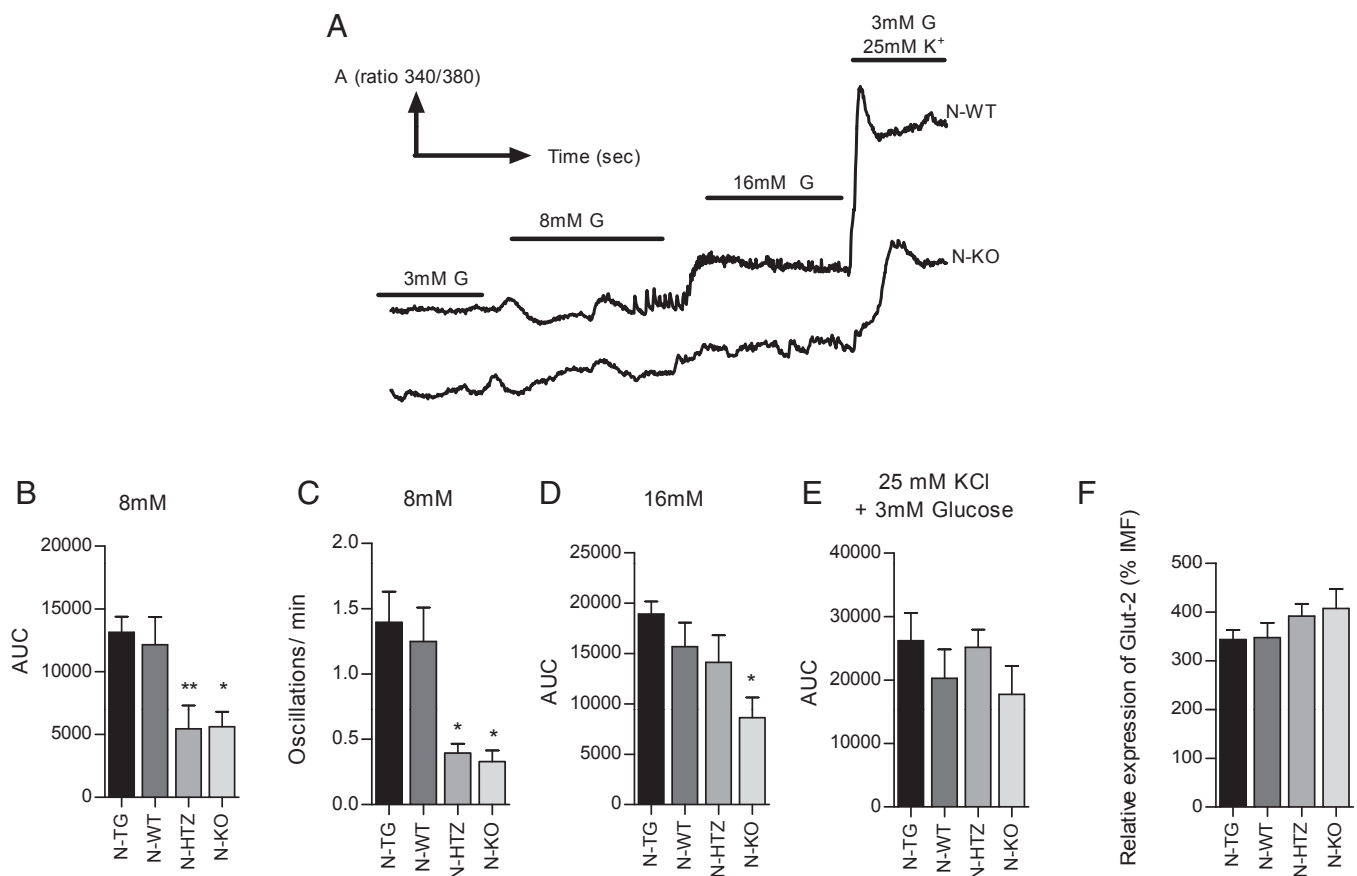 A
A (ratio 340/380)
Time (sec)
3mM G
8mM G
16mM G
3mM G
25mM K⁺
N-WT
N-KO
B
8mM
AUC
20000
15000
10000
5000
0
N-TG
N-WT
N-HTZ
N-KO
**
*
C
8mM
Oscillations/ min
2.0
1.5
1.0
0.5
0.0
N-TG
N-WT
N-HTZ
N-KO
*
*
D
16mM
AUC
25000
20000
15000
10000
5000
0
N-TG
N-WT
N-HTZ
N-KO
*
E
25 mM KCl
+ 3mM Glucose
AUC
40000
30000
20000
10000
0
N-TG
N-WT
N-HTZ
N-KO
F
Relative expression of Glut-2 (% IMF)
500
400
300
200
100
0
N-TG
N-WT
N-HTZ
N-KO